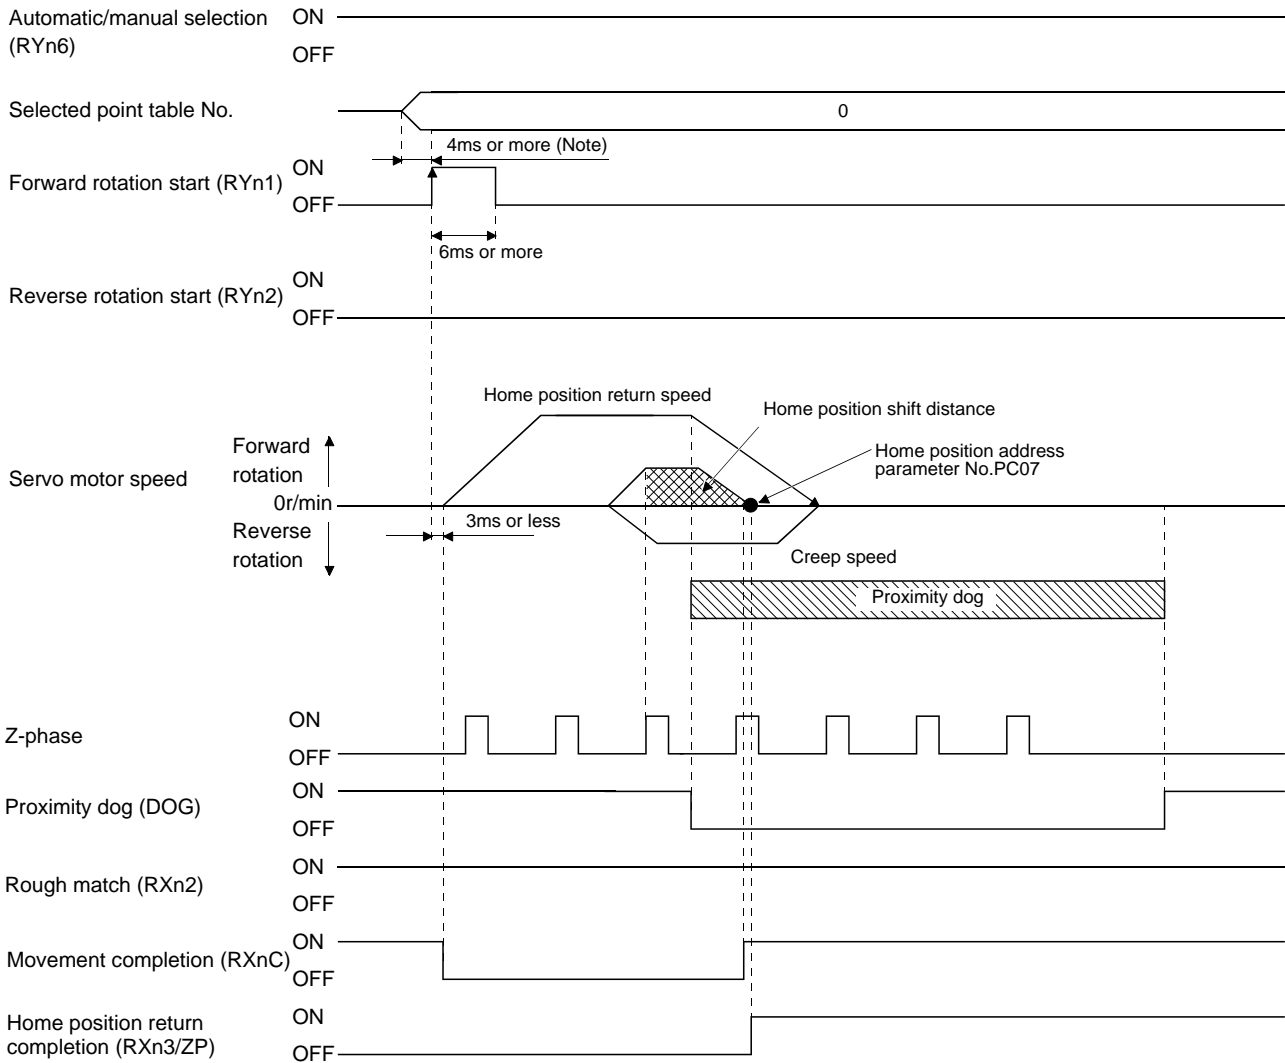 Automatic/manual selection
(RYn6)
ON
OFF
Selected point table No.
0
4ms or more (Note)
Forward rotation start (RYn1)
ON
OFF
6ms or more
Reverse rotation start (RYn2)
ON
OFF
Home position return speed
Home position shift distance
Home position address
parameter No.PC07
Servo motor speed
Forward
rotation
0r/min
Reverse
rotation
3ms or less
Creep speed
Proximity dog
Z-phase
ON
OFF
Proximity dog (DOG)
ON
OFF
Rough match (RXn2)
ON
OFF
Movement completion (RXnC)
ON
OFF
Home position return
completion (RXn3/ZP)
ON
OFF